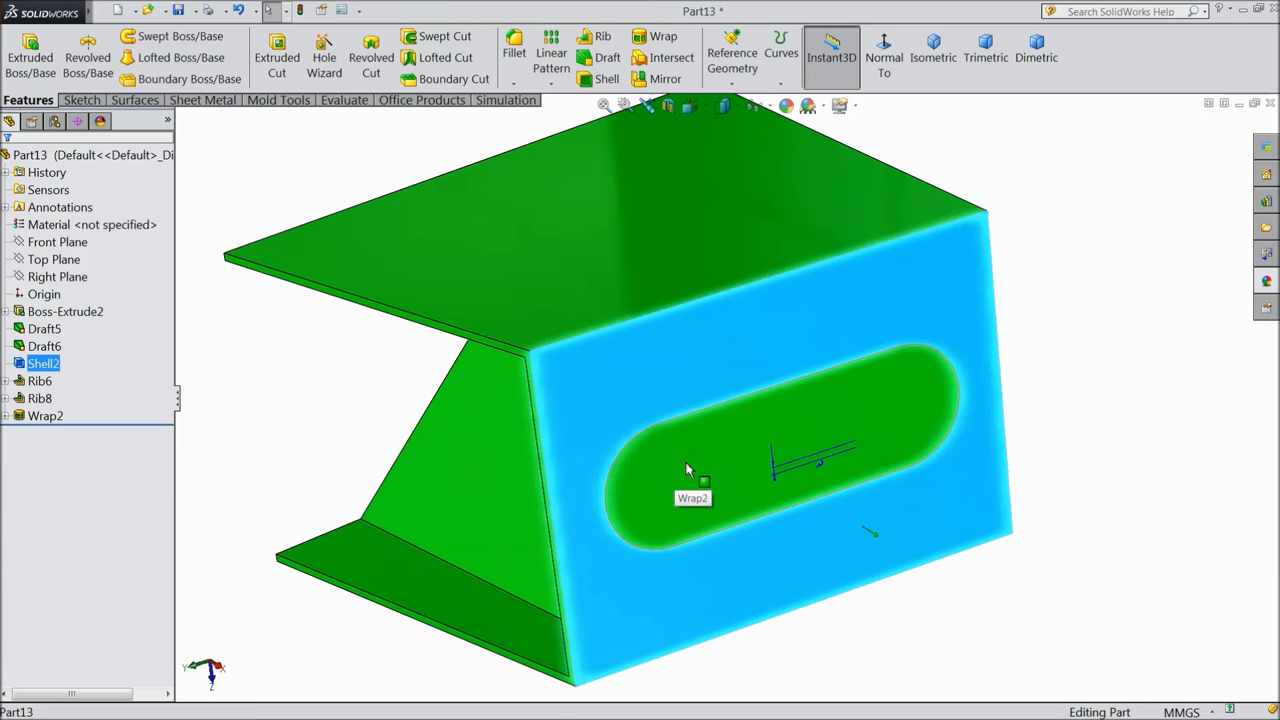 SOLIDWORKS
Part13 *
Search SolidWorks Help
Extruded Boss/Base
Revolved Boss/Base
Swept Boss/Base
Lofted Boss/Base
Boundary Boss/Base
Extruded Cut
Hole Wizard
Revolved Cut
Swept Cut
Lofted Cut
Boundary Cut
Fillet
Linear Pattern
Rib
Draft
Shell
Wrap
Intersect
Mirror
Reference Geometry
Curves
Instant3D
Normal To
Isometric
Trimetric
Dimetric
Features Sketch Surfaces Sheet Metal Mold Tools Evaluate Office Products Simulation
Part13 (Default<<Default>_Di
History
Sensors
Annotations
Material <not specified>
Front Plane
Top Plane
Right Plane
Origin
Boss-Extrude2
Draft5
Draft6
Shell2
Rib6
Rib8
Wrap2
Wrap2
Y X
Z
Part13
Editing Part
MMGS